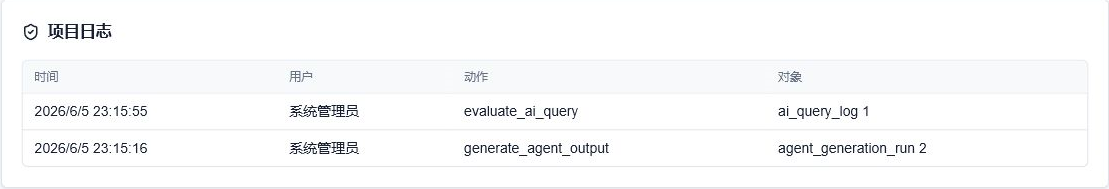 项目日志
时间 用户 动作 对象
2026/6/5 23:15:55 系统管理员 evaluate_ai_query ai_query_log 1
2026/6/5 23:15:16 系统管理员 generate_agent_output agent_generation_run 2